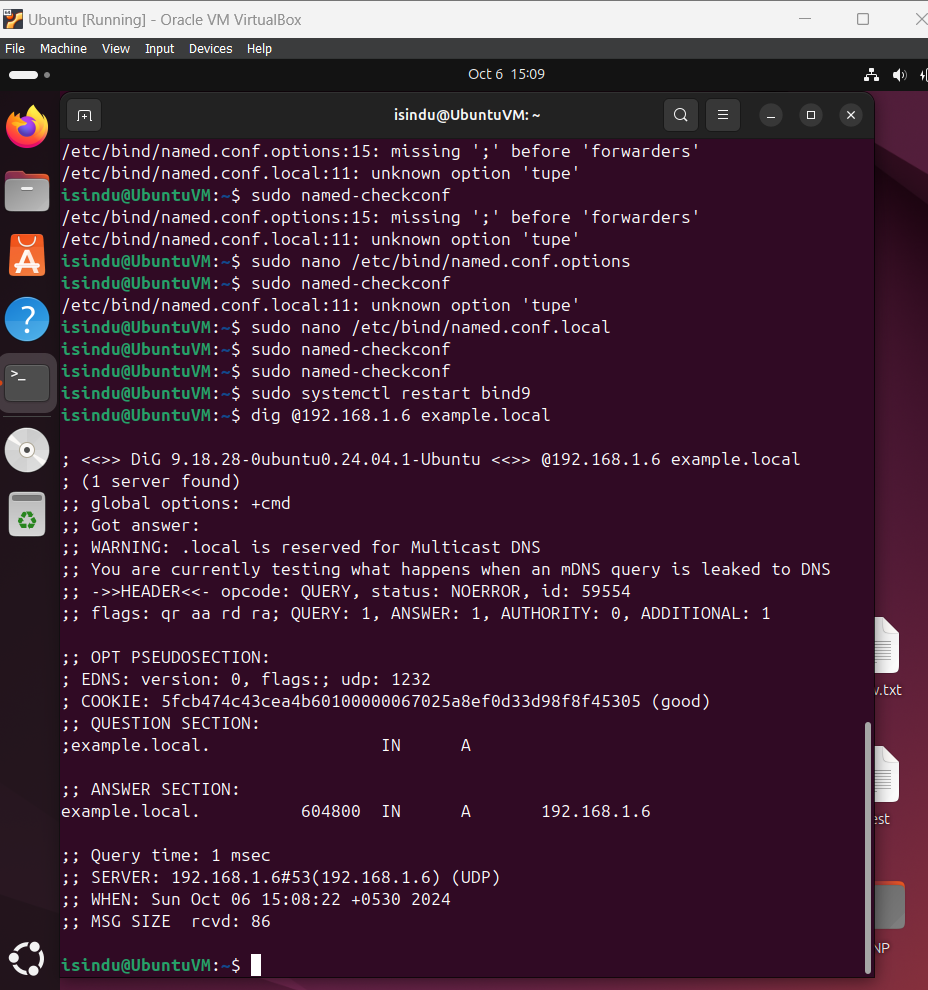 Ubuntu [Running] - Oracle VM VirtualBox
File Machine View Input Devices Help
Oct 6 15:09
isindu@UbuntuVM: ~
/etc/bind/named.conf.options:15: missing ';' before 'forwarders'
/etc/bind/named.conf.local:11: unknown option 'tupe'
isindu@UbuntuVM:~$ sudo named-checkconf
/etc/bind/named.conf.options:15: missing ';' before 'forwarders'
/etc/bind/named.conf.local:11: unknown option 'tupe'
isindu@UbuntuVM:~$ sudo nano /etc/bind/named.conf.options
isindu@UbuntuVM:~$ sudo named-checkconf
/etc/bind/named.conf.local:11: unknown option 'tupe'
isindu@UbuntuVM:~$ sudo nano /etc/bind/named.conf.local
isindu@UbuntuVM:~$ sudo named-checkconf
isindu@UbuntuVM:~$ sudo named-checkconf
isindu@UbuntuVM:~$ sudo systemctl restart bind9
isindu@UbuntuVM:~$ dig @192.168.1.6 example.local
; <<>> DiG 9.18.28-0ubuntu0.24.04.1-Ubuntu <<>> @192.168.1.6 example.local
; (1 server found)
;; global options: +cmd
;; Got answer:
;; WARNING: .local is reserved for Multicast DNS
;; You are currently testing what happens when an mDNS query is leaked to DNS
;; ->>HEADER<<- opcode: QUERY, status: NOERROR, id: 59554
;; flags: qr aa rd ra; QUERY: 1, ANSWER: 1, AUTHORITY: 0, ADDITIONAL: 1
;; OPT PSEUDOSECTION:
; EDNS: version: 0, flags:; udp: 1232
; COOKIE: 5fcb474c43cea4b60100000067025a8ef0d33d98f8f45305 (good)
;; QUESTION SECTION:
;example.local. IN A
;; ANSWER SECTION:
example.local. 604800 IN A 192.168.1.6
;; Query time: 1 msec
;; SERVER: 192.168.1.6#53(192.168.1.6) (UDP)
;; WHEN: Sun Oct 06 15:08:22 +0530 2024
;; MSG SIZE rcvd: 86
isindu@UbuntuVM:~$